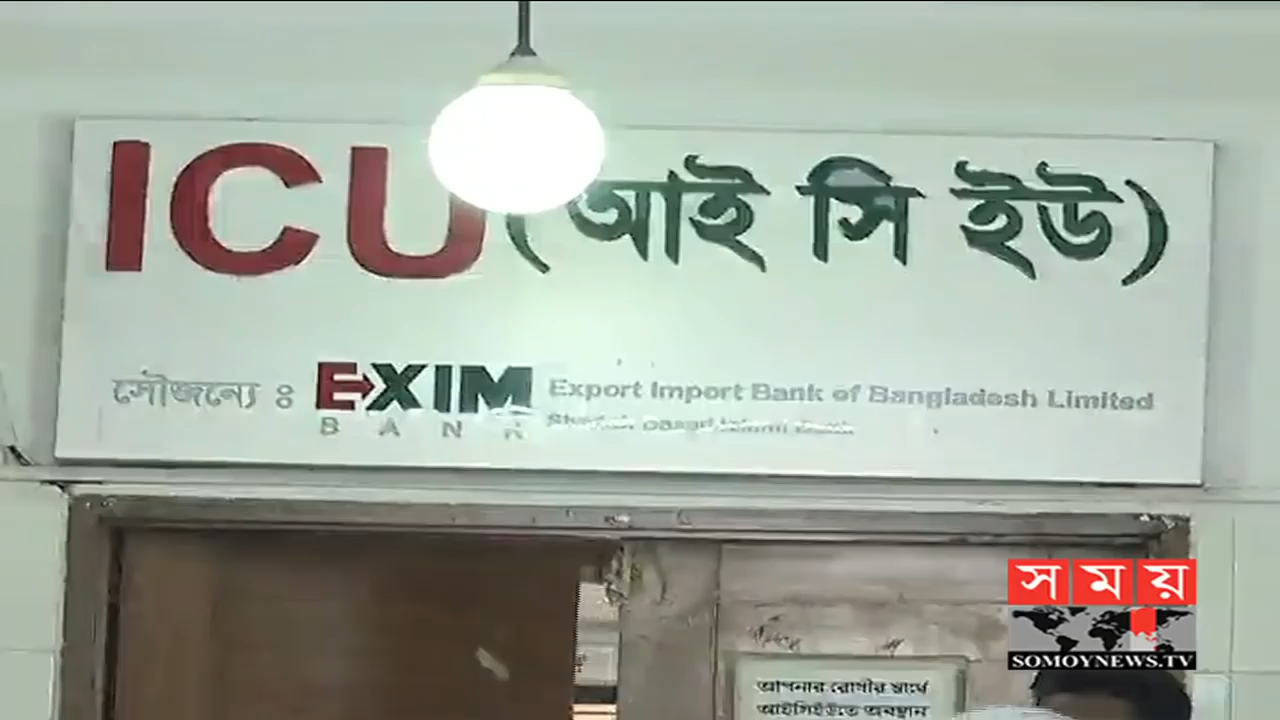 ICU (আই সি ইউ)
সৌজন্যে ঃ EXIM Export Import Bank of Bangladesh Limited
BANK
সময়
SOMOYNEWS.TV
আপনার রোগীর স্বার্থে
আইসিইউতে অবস্থান